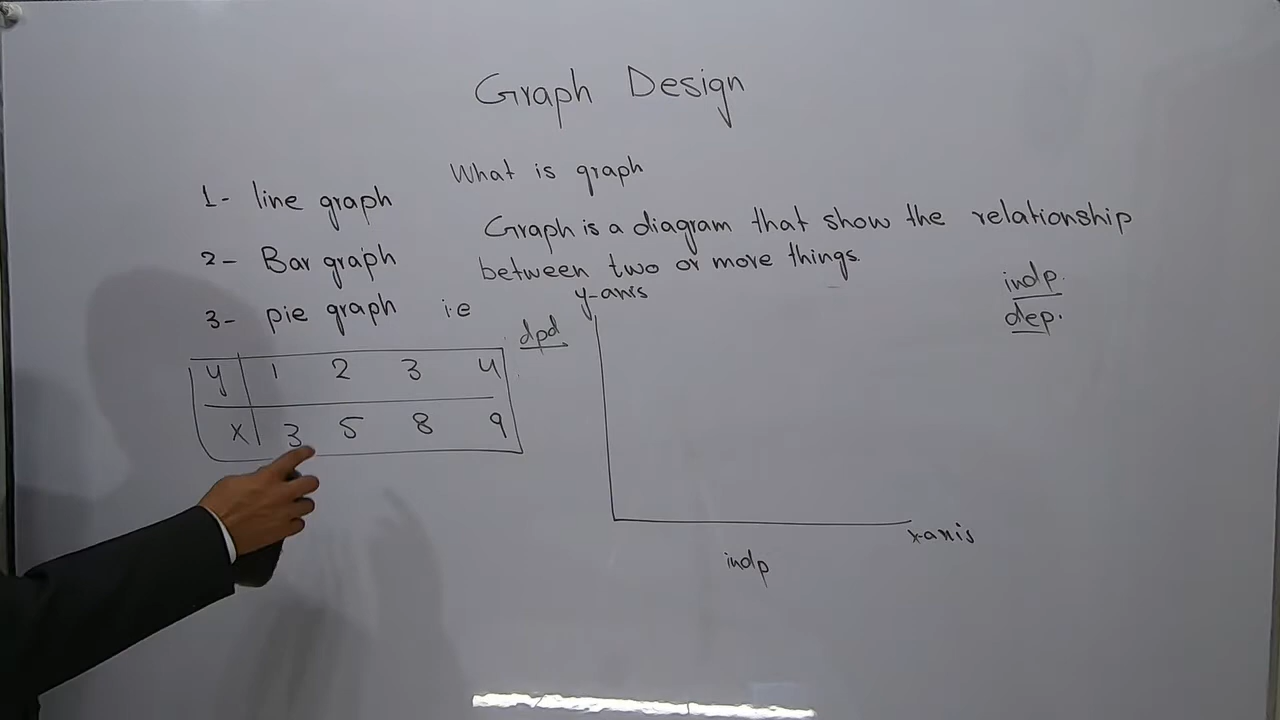 Graph Design
What is graph
Graph is a diagram that show the relationship
between two or more things.
1- line graph
2- Bar graph
3- pie graph i.e
y 1 2 3 4
x 3 5 8 9
dpd
y-axis
x-axis
indp
indp.
dep.